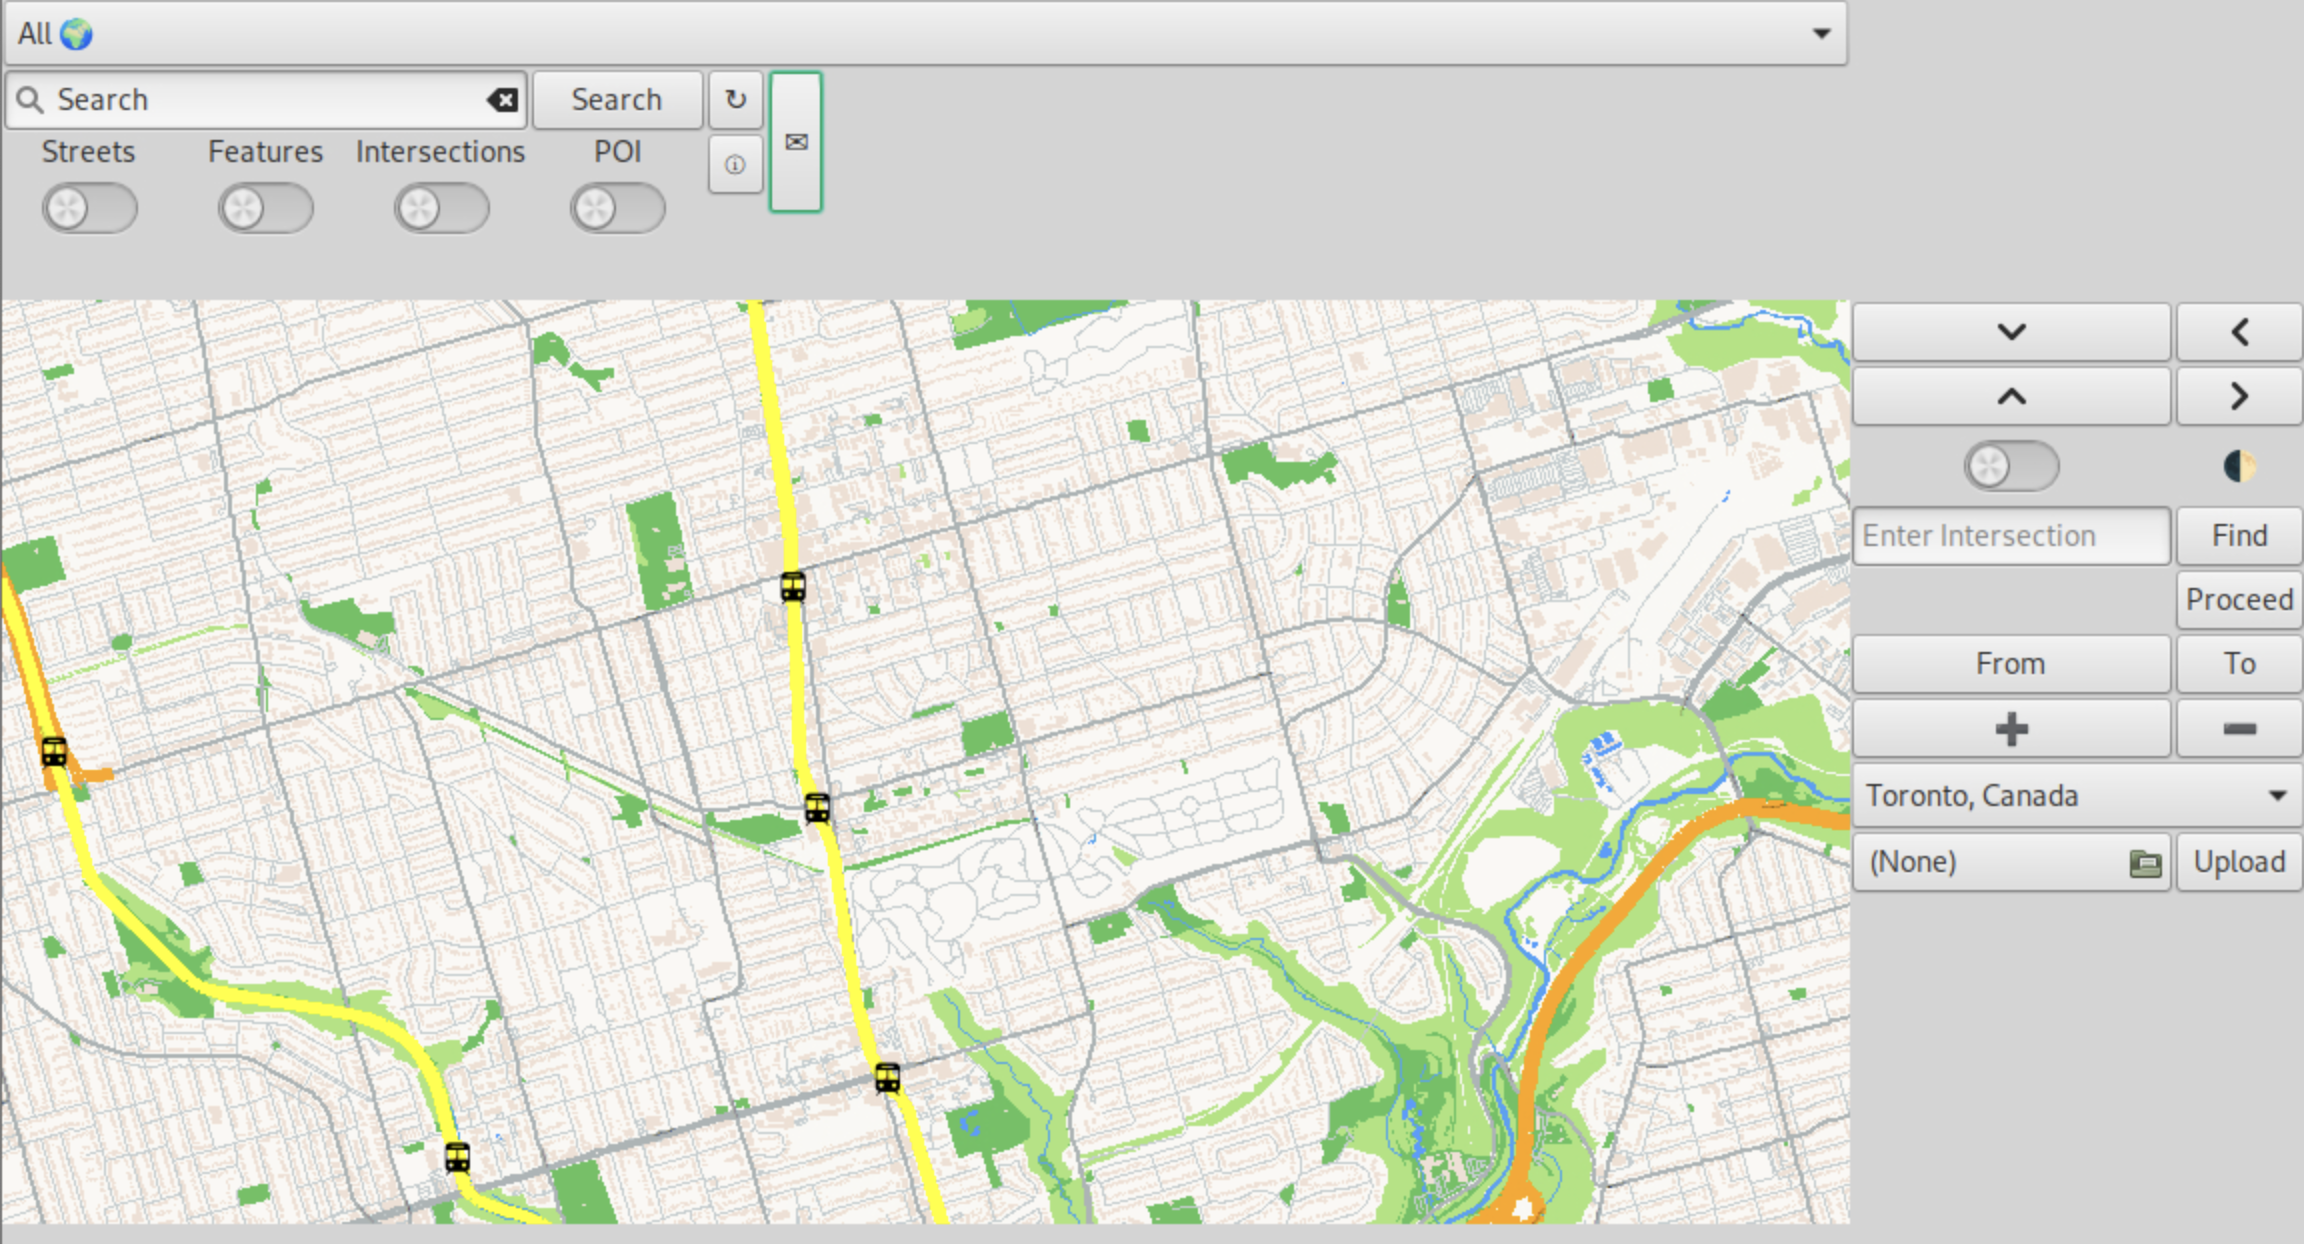 All
Search
Search
Streets
Features
Intersections
POI
Enter Intersection
Find
Proceed
From
To
Toronto, Canada
(None)
Upload